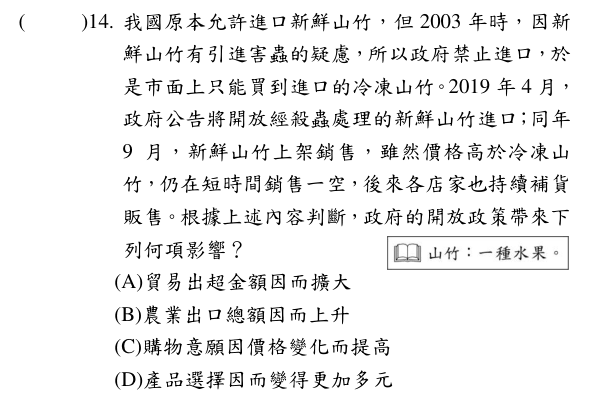 (　　)14. 我國原本允許進口新鮮山竹，但 2003 年時，因新
鮮山竹有引進害蟲的疑慮，所以政府禁止進口，於
是市面上只能買到進口的冷凍山竹。2019 年 4 月，
政府公告將開放經殺蟲處理的新鮮山竹進口；同年
9 月，新鮮山竹上架銷售，雖然價格高於冷凍山
竹，仍在短時間銷售一空，後來各店家也持續補貨
販售。根據上述內容判斷，政府的開放政策帶來下
列何項影響？
山竹：一種水果。
(A)貿易出超金額因而擴大
(B)農業出口總額因而上升
(C)購物意願因價格變化而提高
(D)產品選擇因而變得更加多元